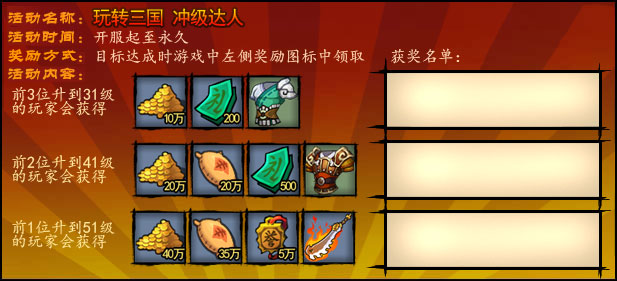 活动名称：玩转三国 冲级达人
活动时间：开服起至永久
奖励方式：目标达成时游戏中左侧奖励图标中领取
获奖名单：
活动内容：
前3位升到31级
的玩家会获得
10万
200
前2位升到41级
的玩家会获得
20万
20万
500
前1位升到51级
的玩家会获得
40万
35万
5万